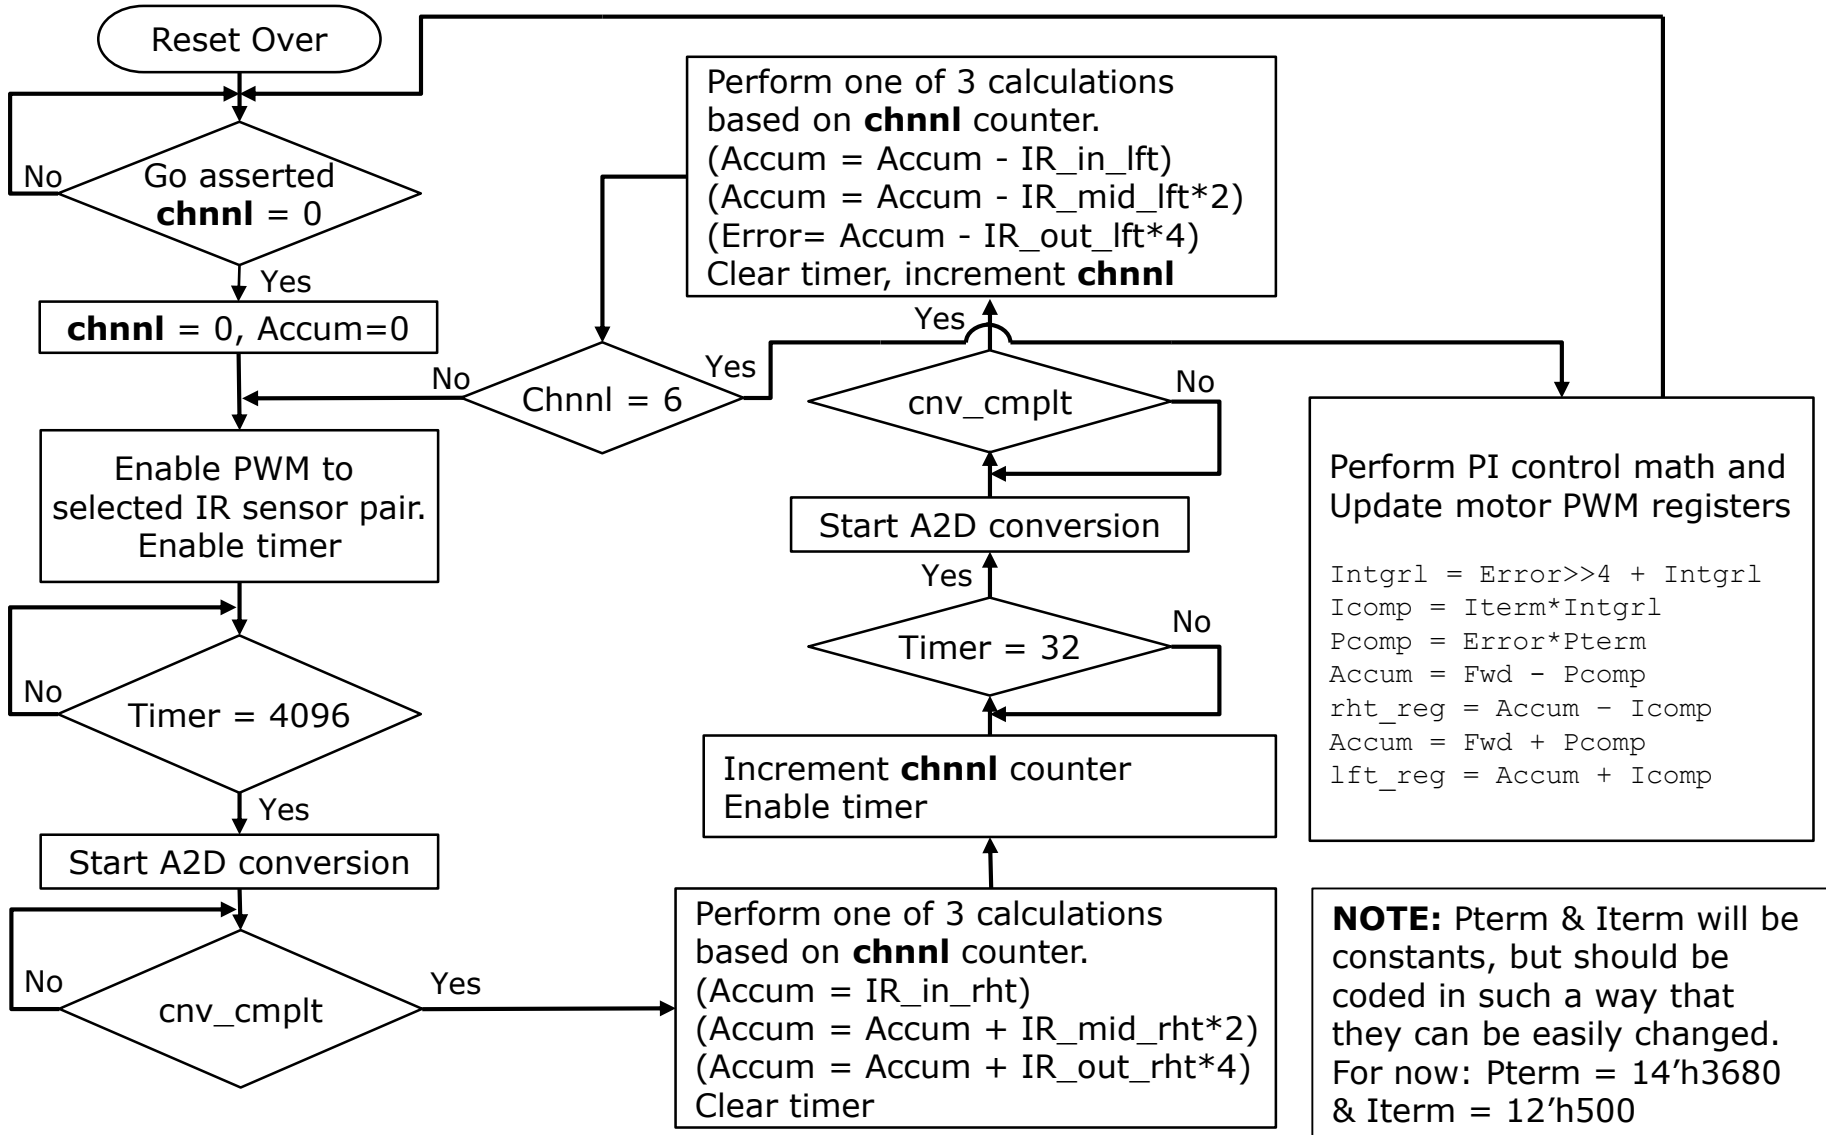 Reset Over
No
Go asserted
chnnl = 0
Yes
chnnl = 0, Accum=0
Enable PWM to
selected IR sensor pair.
Enable timer
No
Timer = 4096
Yes
Start A2D conversion
No
cnv_cmplt
Yes
Perform one of 3 calculations
based on chnnl counter.
(Accum = IR_in_rht)
(Accum = Accum + IR_mid_rht*2)
(Accum = Accum + IR_out_rht*4)
Clear timer
Increment chnnl counter
Enable timer
Timer = 32
No
Yes
Start A2D conversion
cnv_cmplt
No
Yes
Perform one of 3 calculations
based on chnnl counter.
(Accum = Accum - IR_in_lft)
(Accum = Accum - IR_mid_lft*2)
(Error= Accum - IR_out_lft*4)
Clear timer, increment chnnl
No
Chnnl = 6
Yes
Perform PI control math and
Update motor PWM registers
Intgrl = Error>>4 + Intgrl
Icomp = Iterm*Intgrl
Pcomp = Error*Pterm
Accum = Fwd - Pcomp
rht_reg = Accum – Icomp
Accum = Fwd + Pcomp
lft_reg = Accum + Icomp
NOTE: Pterm & Iterm will be
constants, but should be
coded in such a way that
they can be easily changed.
For now: Pterm = 14’h3680
& Iterm = 12’h500